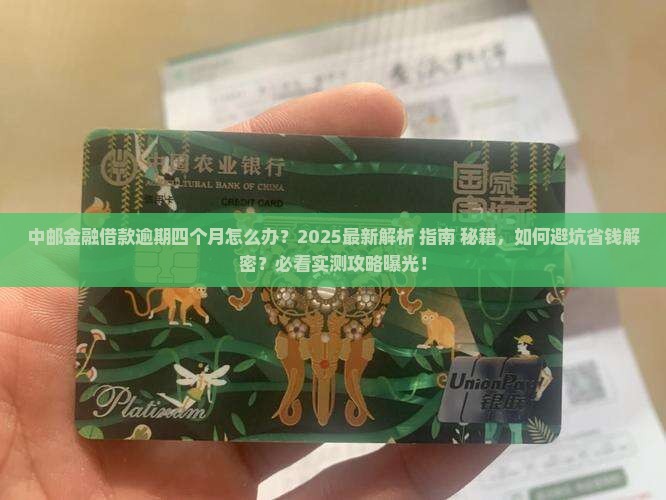 中国农业银行
AGRICULTURAL BANK OF CHINA
CREDIT CARD
国家
中邮金融借款逾期四个月怎么办？2025最新解析 指南 秘籍，如何避坑省钱解
密？必看实测攻略曝光！
Platinum
UnionPay
银联